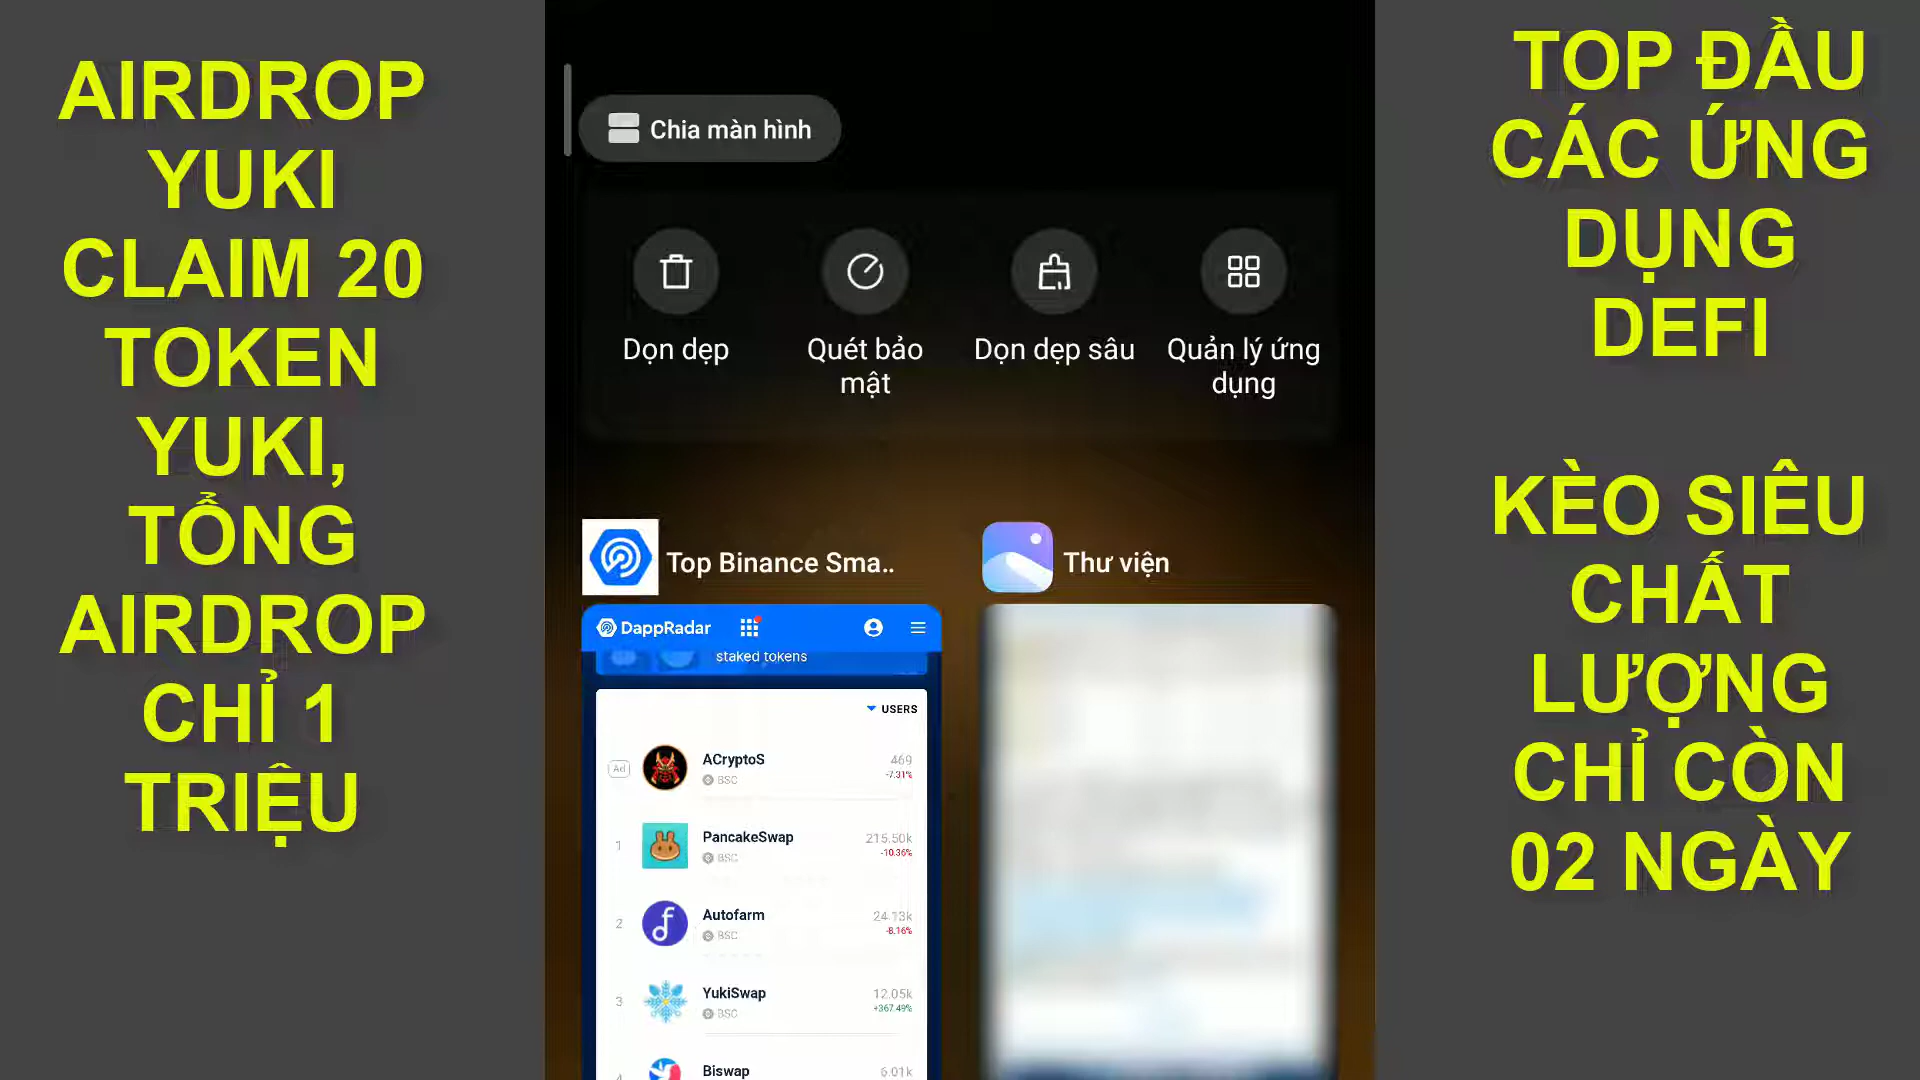 AIRDROP
YUKI
CLAIM 20
TOKEN
YUKI,
TỔNG
AIRDROP
CHỈ 1
TRIỆU
Chia màn hình
Dọn dẹp
Quét bảo
mật
Dọn dẹp sâu
Quản lý ứng
dụng
Top Binance Sma..
Thư viện
DappRadar
staked tokens
USERS
Ad
ACryptoS
469
BSC
-7.31%
1
PancakeSwap
215.50k
BSC
-10.36%
2
Autofarm
24.13k
BSC
-8.16%
3
YukiSwap
12.05k
BSC
+367.49%
4
Biswap
6.01k
TOP ĐẦU
CÁC ỨNG
DỤNG
DEFI
KÈO SIÊU
CHẤT
LƯỢNG
CHỈ CÒN
02 NGÀY